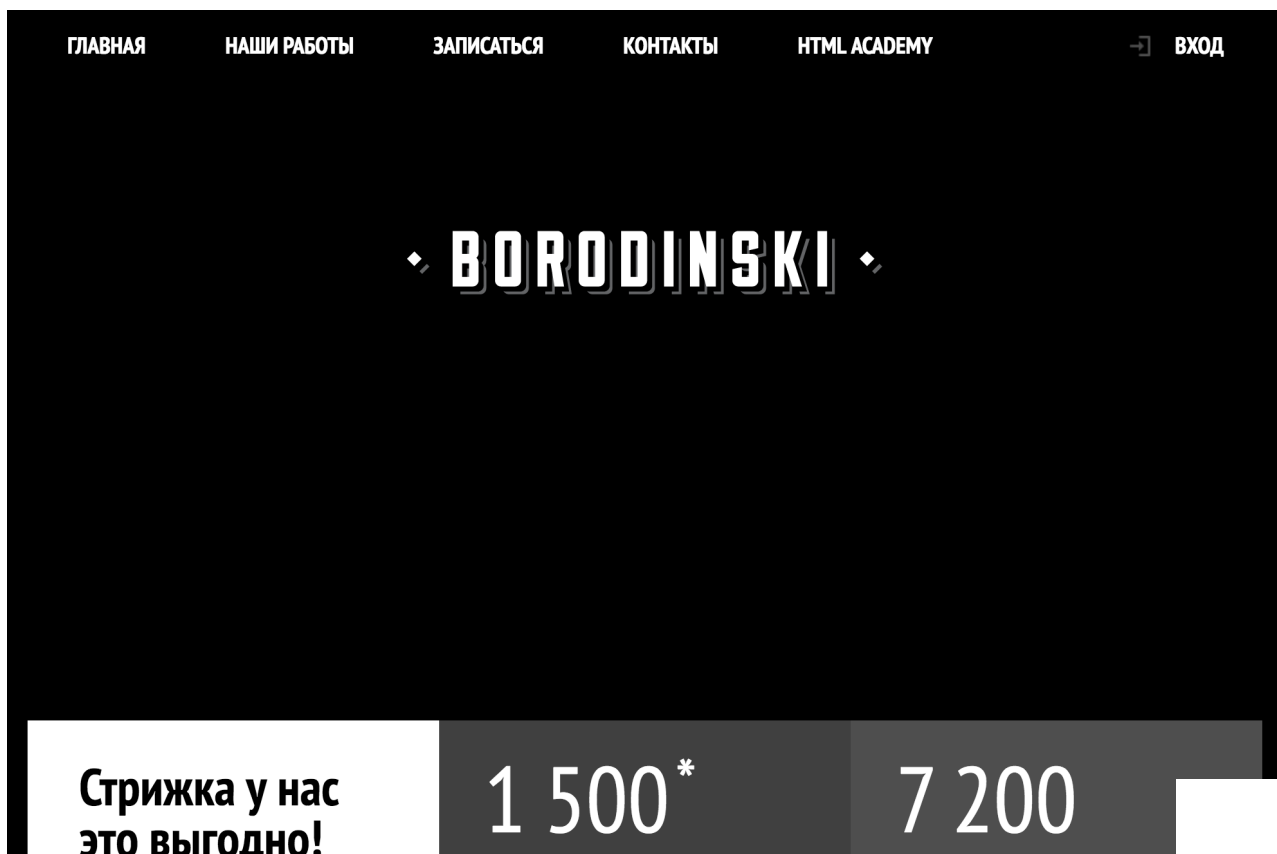 ГЛАВНАЯ НАШИ РАБОТЫ ЗАПИСАТЬСЯ КОНТАКТЫ HTML ACADEMY ВХОД
BORODINSKI
Стрижка у нас
это выгодно!
1 500*
7 200